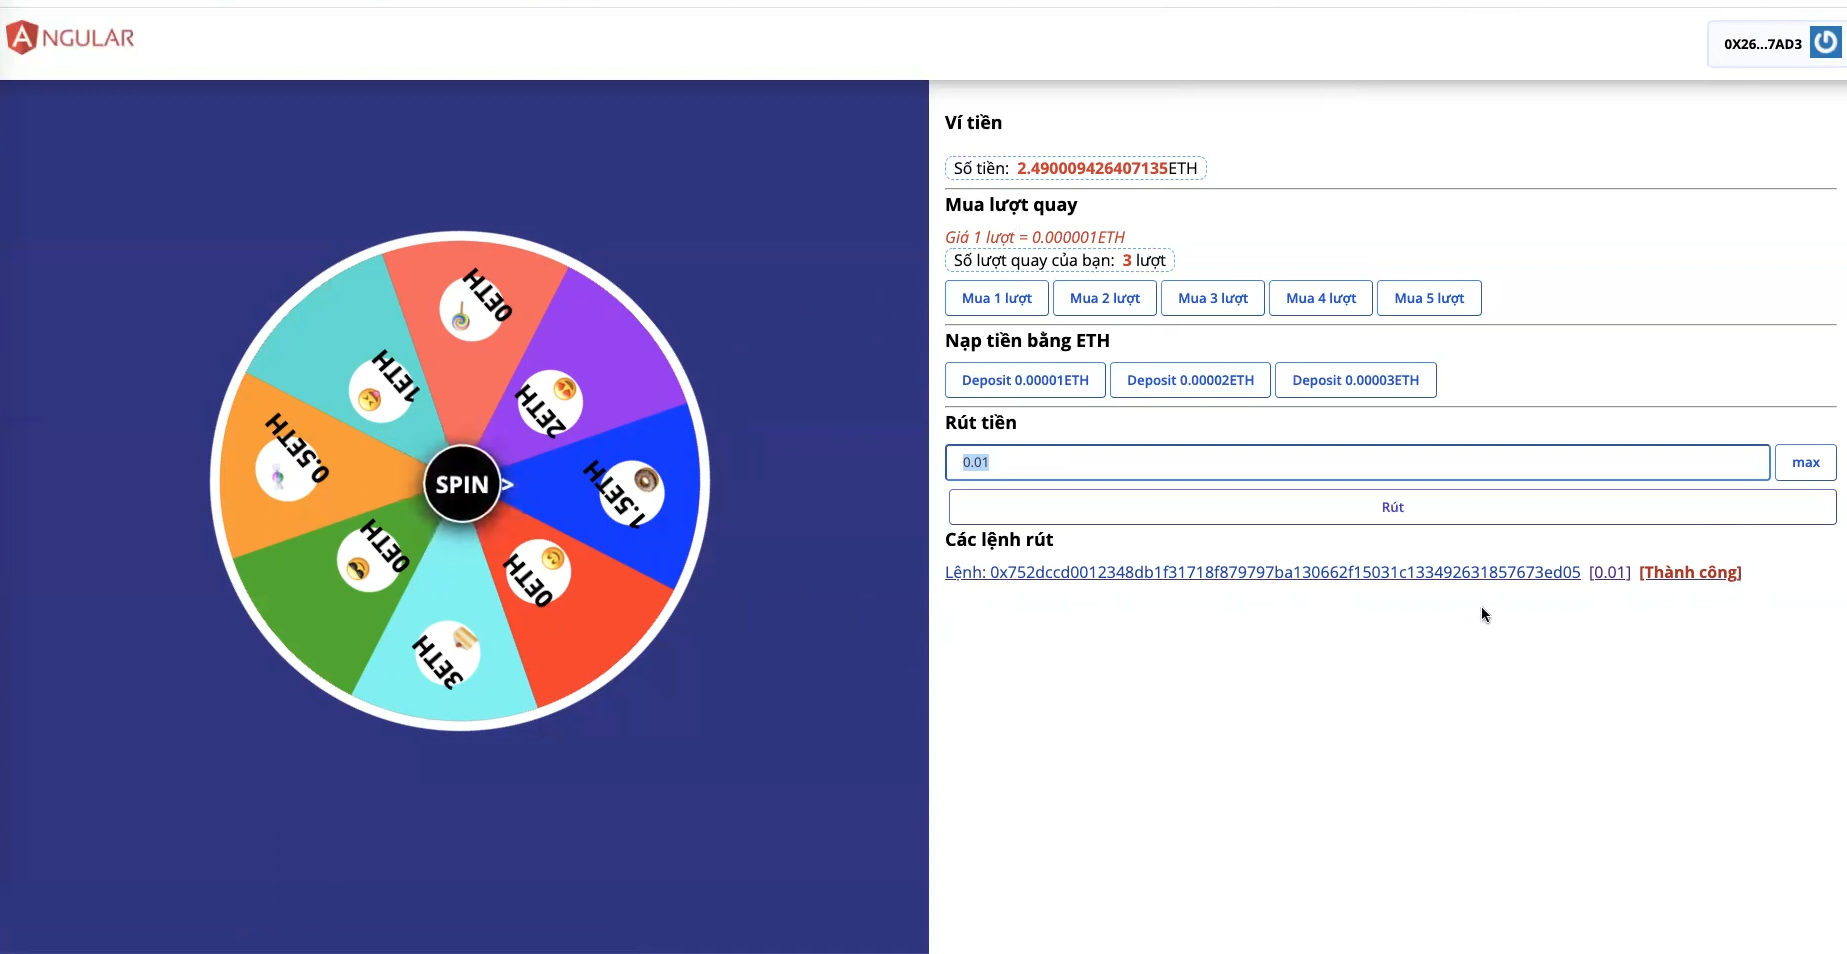 ANGULAR
0X26...7AD3
0ETH
2ETH
1.5ETH
0ETH
3ETH
0ETH
0.5ETH
1ETH
SPIN >
Ví tiền
Số tiền: 2.490009426407135ETH
Mua lượt quay
Giá 1 lượt = 0.000001ETH
Số lượt quay của bạn: 3 lượt
Mua 1 lượt Mua 2 lượt Mua 3 lượt Mua 4 lượt Mua 5 lượt
Nạp tiền bằng ETH
Deposit 0.00001ETH Deposit 0.00002ETH Deposit 0.00003ETH
Rút tiền
0.01 max
Rút
Các lệnh rút
Lệnh: 0x752dccd0012348db1f31718f879797ba130662f15031c133492631857673ed05 [0.01] [Thành công]